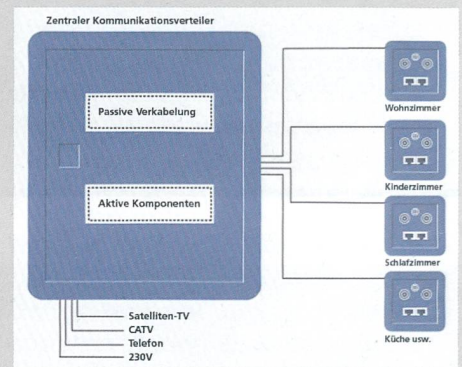 Zentraler Kommunikationsverteiler
Passive Verkabelung
Aktive Komponenten
Wohnzimmer
Kinderzimmer
Schlafzimmer
Küche usw.
Satelliten-TV
CATV
Telefon
230V